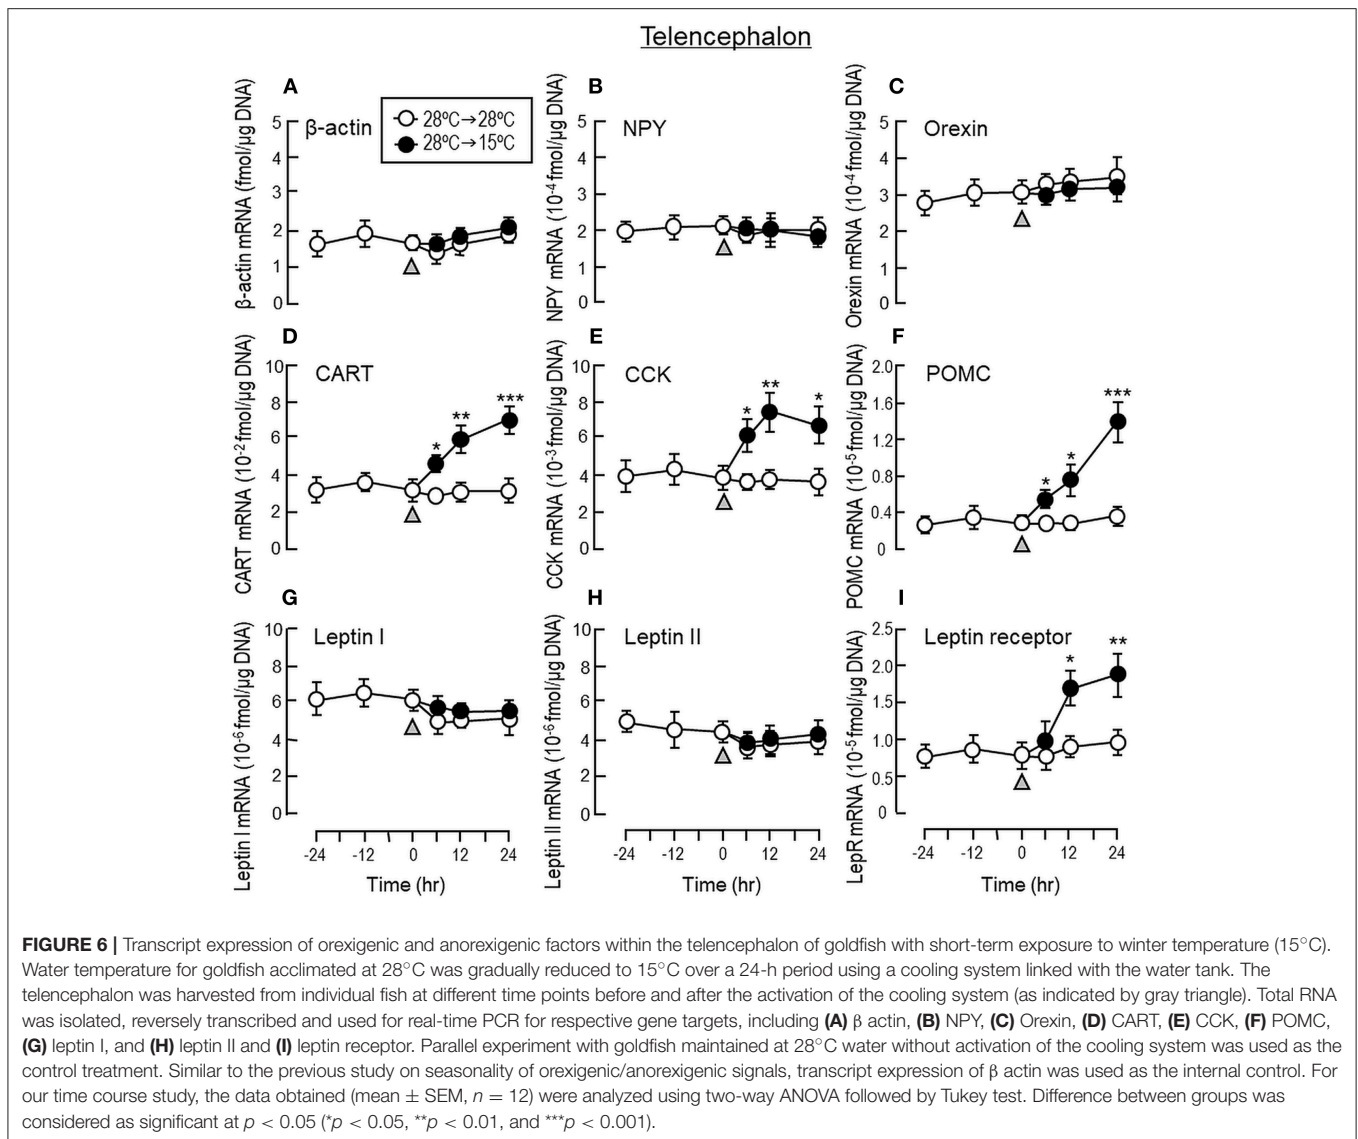 Telencephalon
A
B
C
β-actin mRNA (fmol/μg DNA)
5
4
3
2
1
0
β-actin
28ºC→28ºC
28ºC→15ºC
NPY mRNA (10-4 fmol/μg DNA)
5
4
3
2
1
0
NPY
Orexin mRNA (10-4 fmol/μg DNA)
5
4
3
2
1
0
Orexin
D
E
F
CART mRNA (10-2 fmol/μg DNA)
10
8
6
4
2
0
CART
*
**
***
CCK mRNA (10-3 fmol/μg DNA)
10
8
6
4
2
0
CCK
*
**
*
POMC mRNA (10-5 fmol/μg DNA)
2.0
1.6
1.2
0.8
0.4
0
POMC
*
*
***
G
H
I
Leptin I mRNA (10-6 fmol/μg DNA)
10
8
6
4
2
0
Leptin I
-24
-12
0
12
24
Time (hr)
Leptin II mRNA (10-6 fmol/μg DNA)
10
8
6
4
2
0
Leptin II
-24
-12
0
12
24
Time (hr)
LepR mRNA (10-5 fmol/μg DNA)
2.5
2.0
1.5
1.0
0.5
0
Leptin receptor
*
**
-24
-12
0
12
24
Time (hr)
FIGURE 6 | Transcript expression of orexigenic and anorexigenic factors within the telencephalon of goldfish with short-term exposure to winter temperature (15°C).
Water temperature for goldfish acclimated at 28°C was gradually reduced to 15°C over a 24-h period using a cooling system linked with the water tank. The
telencephalon was harvested from individual fish at different time points before and after the activation of the cooling system (as indicated by gray triangle). Total RNA
was isolated, reversely transcribed and used for real-time PCR for respective gene targets, including (A) β actin, (B) NPY, (C) Orexin, (D) CART, (E) CCK, (F) POMC,
(G) leptin I, and (H) leptin II and (I) leptin receptor. Parallel experiment with goldfish maintained at 28°C water without activation of the cooling system was used as the
control treatment. Similar to the previous study on seasonality of orexigenic/anorexigenic signals, transcript expression of β actin was used as the internal control. For
our time course study, the data obtained (mean ± SEM, n = 12) were analyzed using two-way ANOVA followed by Tukey test. Difference between groups was
considered as significant at p < 0.05 (*p < 0.05, **p < 0.01, and ***p < 0.001).